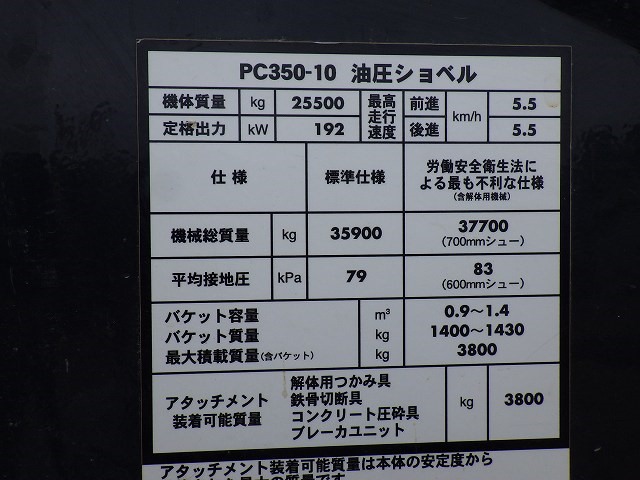 PC350-10 油圧ショベル
機体質量 kg 25500 最高走行速度 前進 km/h 5.5
定格出力 kW 192 後進 5.5
仕様 標準仕様 労働安全衛生法に
よる最も不利な仕様
(含解体用機械)
機械総質量 kg 35900 37700
(700mmシュー)
平均接地圧 kPa 79 83
(600mmシュー)
バケット容量 m³ 0.9〜1.4
バケット質量 kg 1400〜1430
最大積載質量(含バケット) kg 3800
アタッチメント
装着可能質量
解体用つかみ具
鉄骨切断具
コンクリート圧砕具
ブレーカユニット
kg 3800
アタッチメント装着可能質量は本体の安定度から